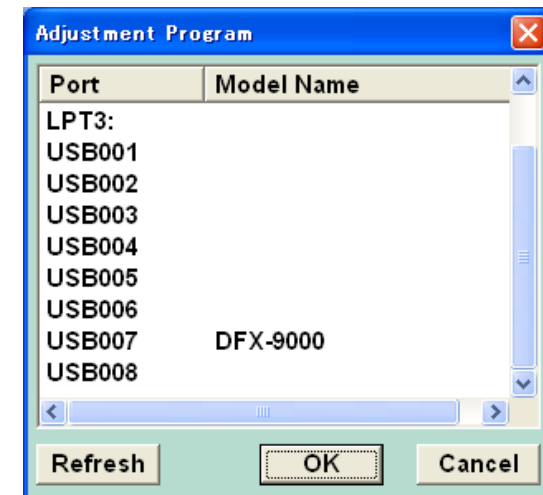 Adjustment Program
Port Model Name
LPT3:
USB001
USB002
USB003
USB004
USB005
USB006
USB007 DFX-9000
USB008
Refresh OK Cancel